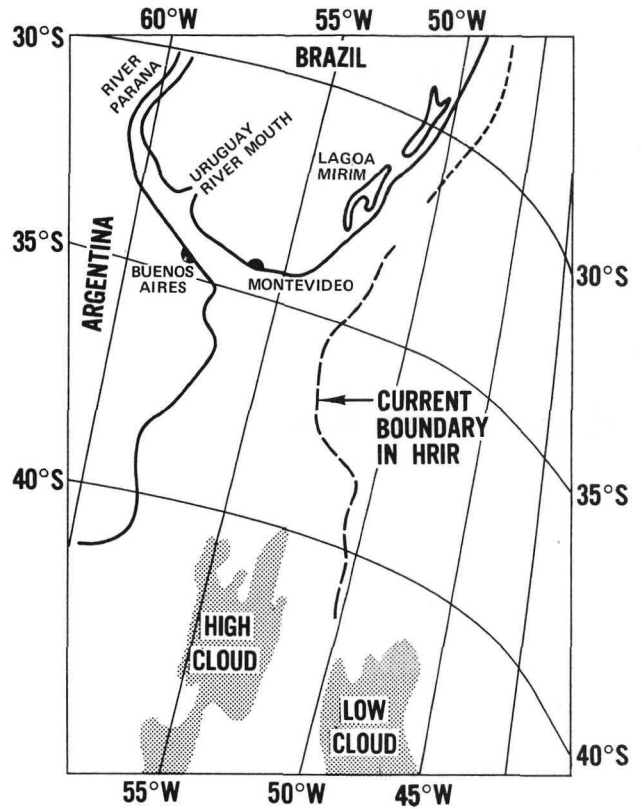 60°W
55°W
50°W
30°S
BRAZIL
RIVER
PARANA
URUGUAY
RIVER MOUTH
LAGOA
MIRIM
35°S
ARGENTINA
BUENOS
AIRES
MONTEVIDEO
30°S
CURRENT
BOUNDARY
IN HRIR
40°S
35°S
HIGH
CLOUD
LOW
CLOUD
40°S
55°W
50°W
45°W